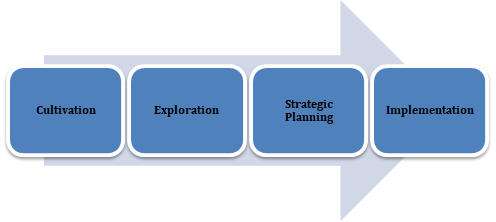 Cultivation
Exploration
Strategic
Planning
Implementation